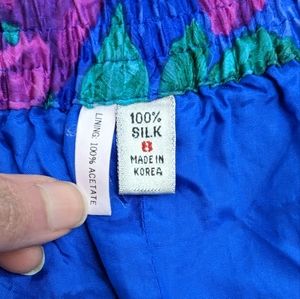 100%
SILK
8
MADE IN
KOREA
LINING: 100% ACETATE